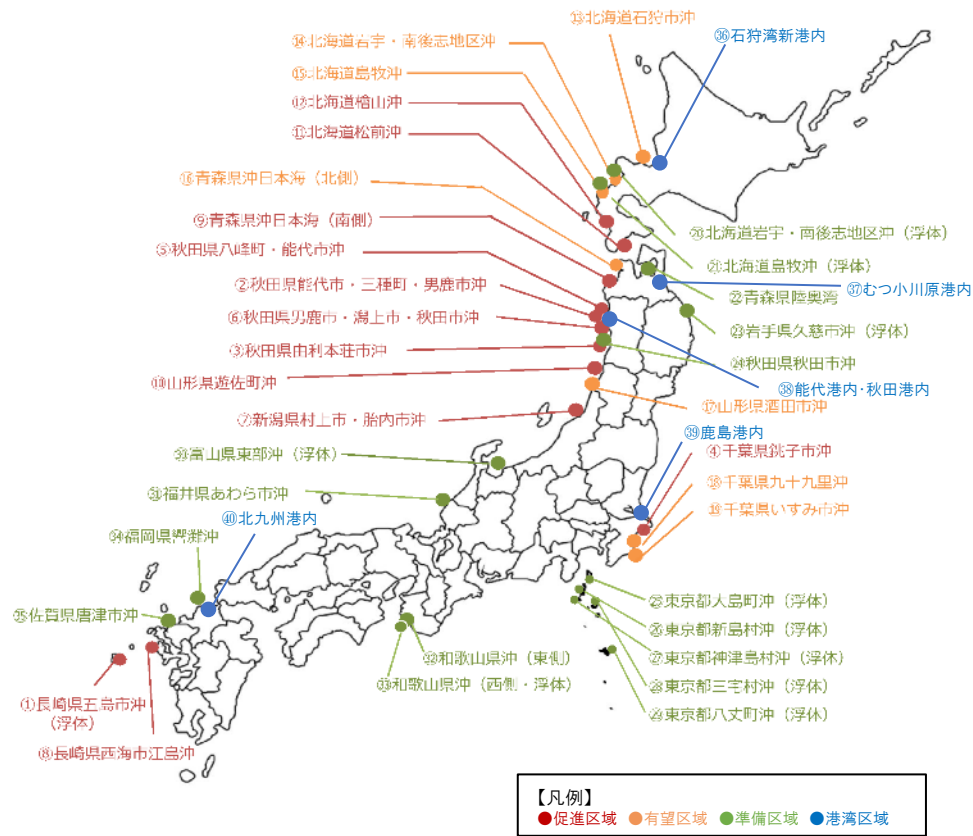 ⑬北海道石狩市沖
㊱石狩湾新港内
⑭北海道岩宇・南後志地区沖
⑮北海道島牧沖
⑫北海道檜山沖
⑪北海道松前沖
⑯青森県沖日本海（北側）
⑨青森県沖日本海（南側）
⑤秋田県八峰町・能代市沖
②秋田県能代市・三種町・男鹿市沖
⑥秋田県男鹿市・潟上市・秋田市沖
③秋田県由利本荘市沖
⑩山形県遊佐町沖
⑦新潟県村上市・胎内市沖
⑳北海道岩宇・南後志地区沖（浮体）
㉑北海道島牧沖（浮体）
㊲むつ小川原港内
㉒青森県陸奥湾
㉓岩手県久慈市沖（浮体）
㉔秋田県秋田市沖
㊳能代港内・秋田港内
⑰山形県酒田市沖
㊴鹿島港内
④千葉県銚子市沖
⑱千葉県九十九里沖
⑲千葉県いすみ市沖
㉚富山県東部沖（浮体）
㉛福井県あわら市沖
㊵北九州港内
㉞福岡県響灘沖
㉟佐賀県唐津市沖
㉕東京都大島町沖（浮体）
㉖東京都新島村沖（浮体）
㉗東京都神津島村沖（浮体）
㉘東京都三宅村沖（浮体）
㉙東京都八丈町沖（浮体）
㉜和歌山県沖（東側）
㉝和歌山県沖（西側・浮体）
①長崎県五島市沖
（浮体）
⑧長崎県西海市江島沖
【凡例】
●促進区域 ●有望区域 ●準備区域 ●港湾区域